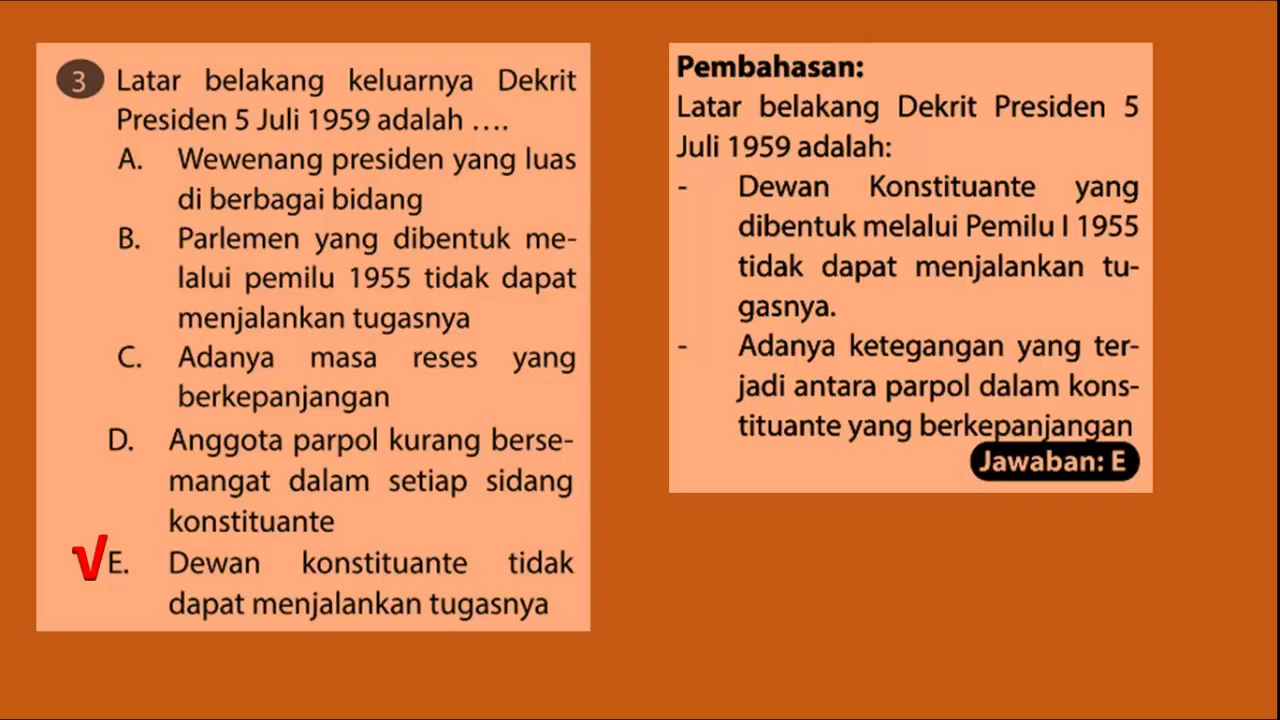 3 Latar belakang keluarnya Dekrit
Presiden 5 Juli 1959 adalah ....
A. Wewenang presiden yang luas
di berbagai bidang
B. Parlemen yang dibentuk me-
lalui pemilu 1955 tidak dapat
menjalankan tugasnya
C. Adanya masa reses yang
berkepanjangan
D. Anggota parpol kurang berse-
mangat dalam setiap sidang
konstituante
√E. Dewan konstituante tidak
dapat menjalankan tugasnya
Pembahasan:
Latar belakang Dekrit Presiden 5
Juli 1959 adalah:
- Dewan Konstituante yang
dibentuk melalui Pemilu I 1955
tidak dapat menjalankan tu-
gasnya.
- Adanya ketegangan yang ter-
jadi antara parpol dalam kons-
tituante yang berkepanjangan
Jawaban: E